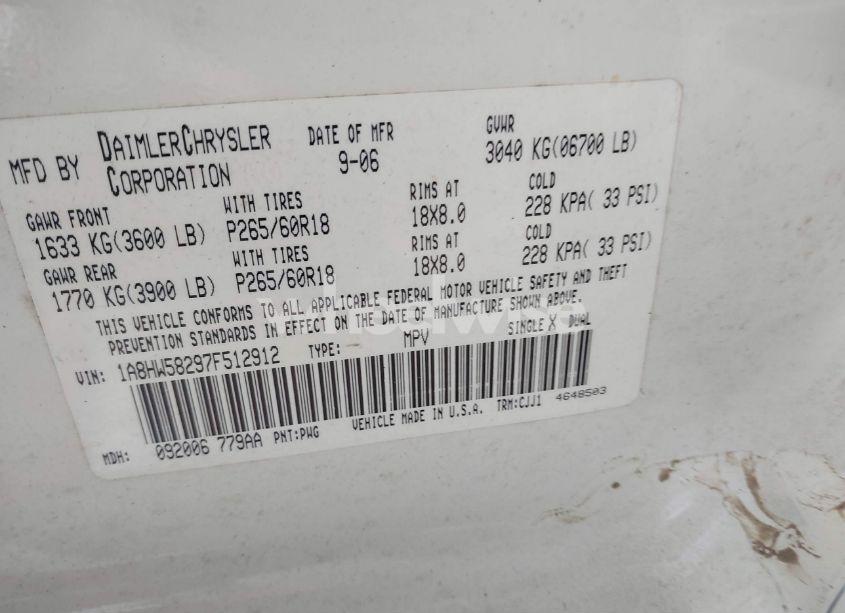 MFD BY DAIMLERCHRYSLER CORPORATION DATE OF MFR 9-06 GVWR 3040 KG(06700 LB)
GAWR FRONT WITH TIRES RIMS AT COLD
1633 KG(3600 LB) P265/60R18 18X8.0 228 KPA( 33 PSI)
GAWR REAR WITH TIRES RIMS AT COLD
1770 KG(3900 LB) P265/60R18 18X8.0 228 KPA( 33 PSI)
THIS VEHICLE CONFORMS TO ALL APPLICABLE FEDERAL MOTOR VEHICLE SAFETY AND THEFT
PREVENTION STANDARDS IN EFFECT ON THE DATE OF MANUFACTURE SHOWN ABOVE.
VIN: 1A8HW58297F512912 TYPE: MPV SINGLE X DUAL
MDH: 092006 779AA PNT:PWG VEHICLE MADE IN U.S.A. TRM:CJJ1 4648503